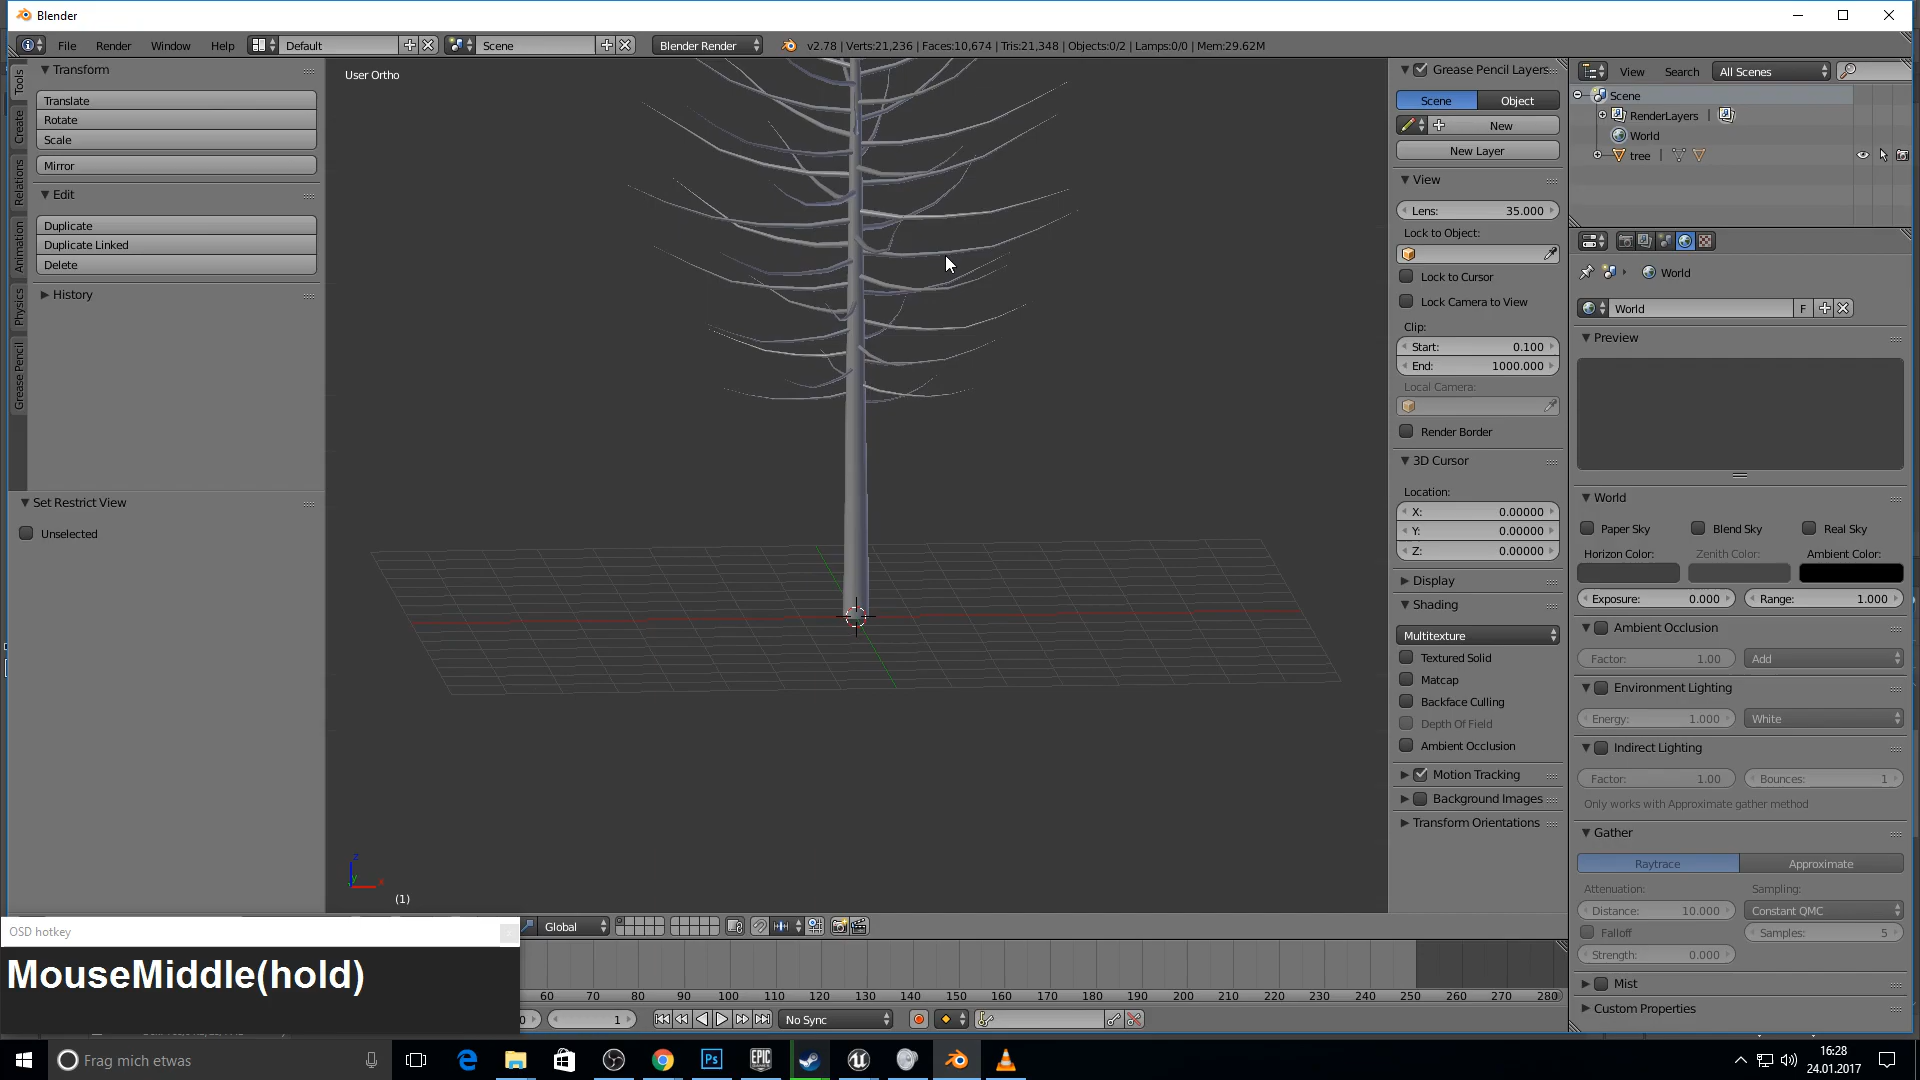 Blender
File Render Window Help Default Scene Blender Render v2.78 | Verts:21,236 | Faces:10,674 | Tris:21,348 | Objects:0/2 | Lamps:0/0 | Mem:29.62M
Tools
Create
Relations
Animation
Physics
Grease Pencil
Transform
Translate
Rotate
Scale
Mirror
Edit
Duplicate
Duplicate Linked
Delete
History
Set Restrict View
Unselected
User Ortho
(1)
z
y
x
Grease Pencil Layers
Scene Object
New
New Layer
View
Lens: 35.000
Lock to Object:
Lock to Cursor
Lock Camera to View
Clip:
Start: 0.100
End: 1000.000
Local Camera:
Render Border
3D Cursor
Location:
X: 0.00000
Y: 0.00000
Z: 0.00000
Display
Shading
Multitexture
Textured Solid
Matcap
Backface Culling
Depth Of Field
Ambient Occlusion
Motion Tracking
Background Images
Transform Orientations
View Search All Scenes
Scene
RenderLayers |
World
tree |
World
World F
Preview
World
Paper Sky Blend Sky Real Sky
Horizon Color: Zenith Color: Ambient Color:
Exposure: 0.000 Range: 1.000
Ambient Occlusion
Factor: 1.00 Add
Environment Lighting
Energy: 1.000 White
Indirect Lighting
Factor: 1.00 Bounces: 1
Only works with Approximate gather method
Gather
Raytrace Approximate
Attenuation: Sampling:
Distance: 10.000 Constant QMC
Falloff Samples: 5
Strength: 0.000
Mist
Custom Properties
Global
OSD hotkey
MouseMiddle(hold)
60 70 80 90 100 110 120 130 140 150 160 170 180 190 200 210 220 230 240 250 260 270 280
0 1 No Sync
Frag mich etwas
Ps
EPIC GAMES
16:28
24.01.2017